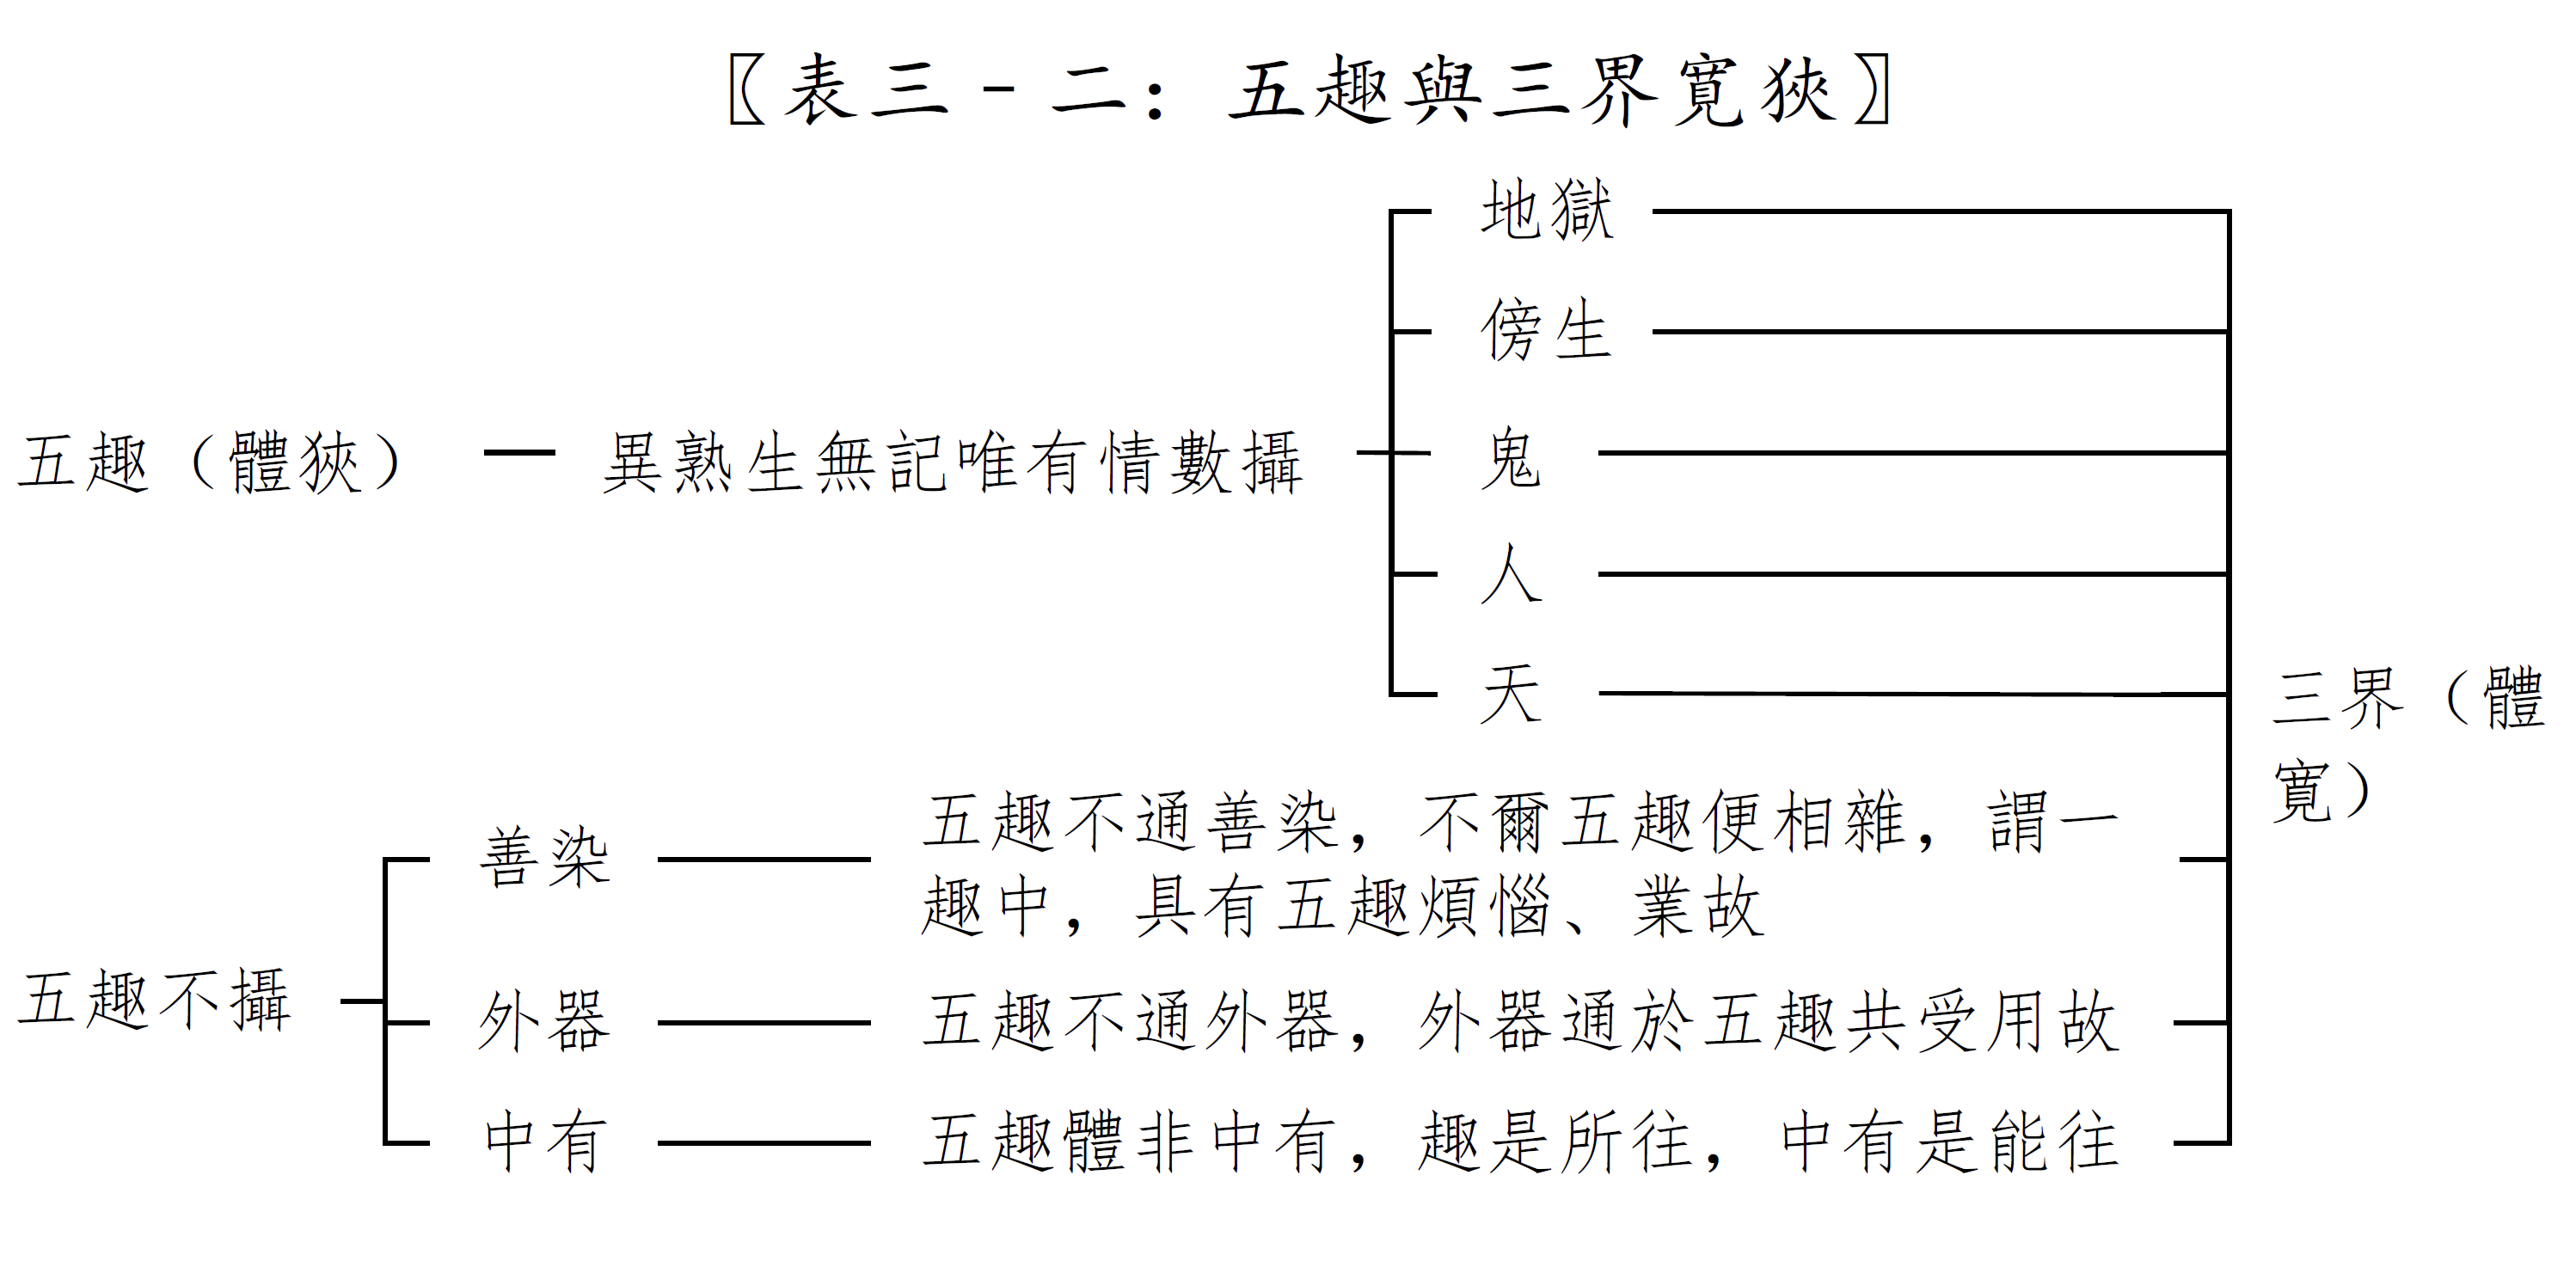 〖表三－二：五趣與三界寬狹〗
地獄
傍生
五趣（體狹）
異熟生無記唯有情數攝
鬼
人
天
三界（體
寬）
善染
五趣不通善染，不爾五趣便相雜，謂一
趣中，具有五趣煩惱、業故
五趣不攝
外器
五趣不通外器，外器通於五趣共受用故
中有
五趣體非中有，趣是所往，中有是能往